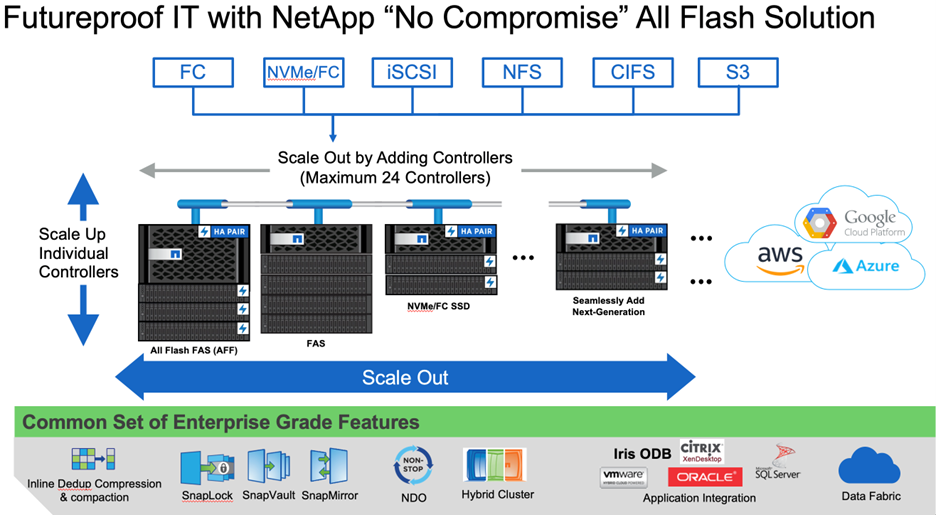 Futureproof IT with NetApp “No Compromise” All Flash Solution
FC
NVMe/FC
iSCSI
NFS
CIFS
S3
Scale Out by Adding Controllers
(Maximum 24 Controllers)
Scale Up
Individual
Controllers
HA PAIR
HA PAIR
HA PAIR
All Flash FAS (AFF)
FAS
NVMe/FC SSD
Seamlessly Add
Next-Generation
...
...
...
Google
Cloud Platform
aws
Azure
Scale Out
Common Set of Enterprise Grade Features
Inline Dedup Compression
& compaction
SnapLock
SnapVault
SnapMirror
NON-
STOP
NDO
Hybrid Cluster
Iris ODB
CITRIX
XenDesktop
Microsoft
SQL Server
vmware
HYBRID CLOUD POWERED
ORACLE
Application Integration
Data Fabric